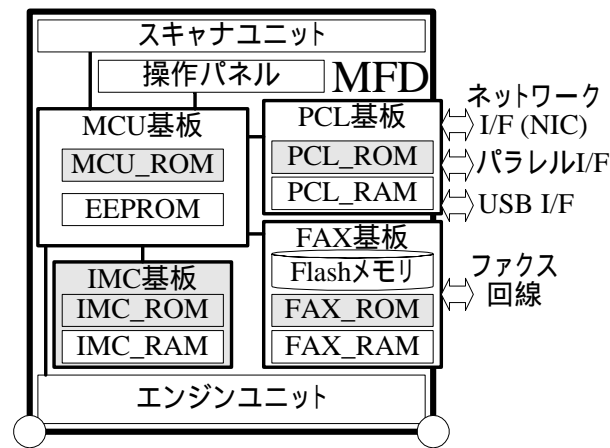 スキャナユニット
操作パネル
MFD
MCU基板
MCU_ROM
EEPROM
PCL基板
PCL_ROM
PCL_RAM
ネットワーク
I/F (NIC)
パラレルI/F
USB I/F
IMC基板
IMC_ROM
IMC_RAM
FAX基板
Flashメモリ
FAX_ROM
FAX_RAM
ファクス
回線
エンジンユニット